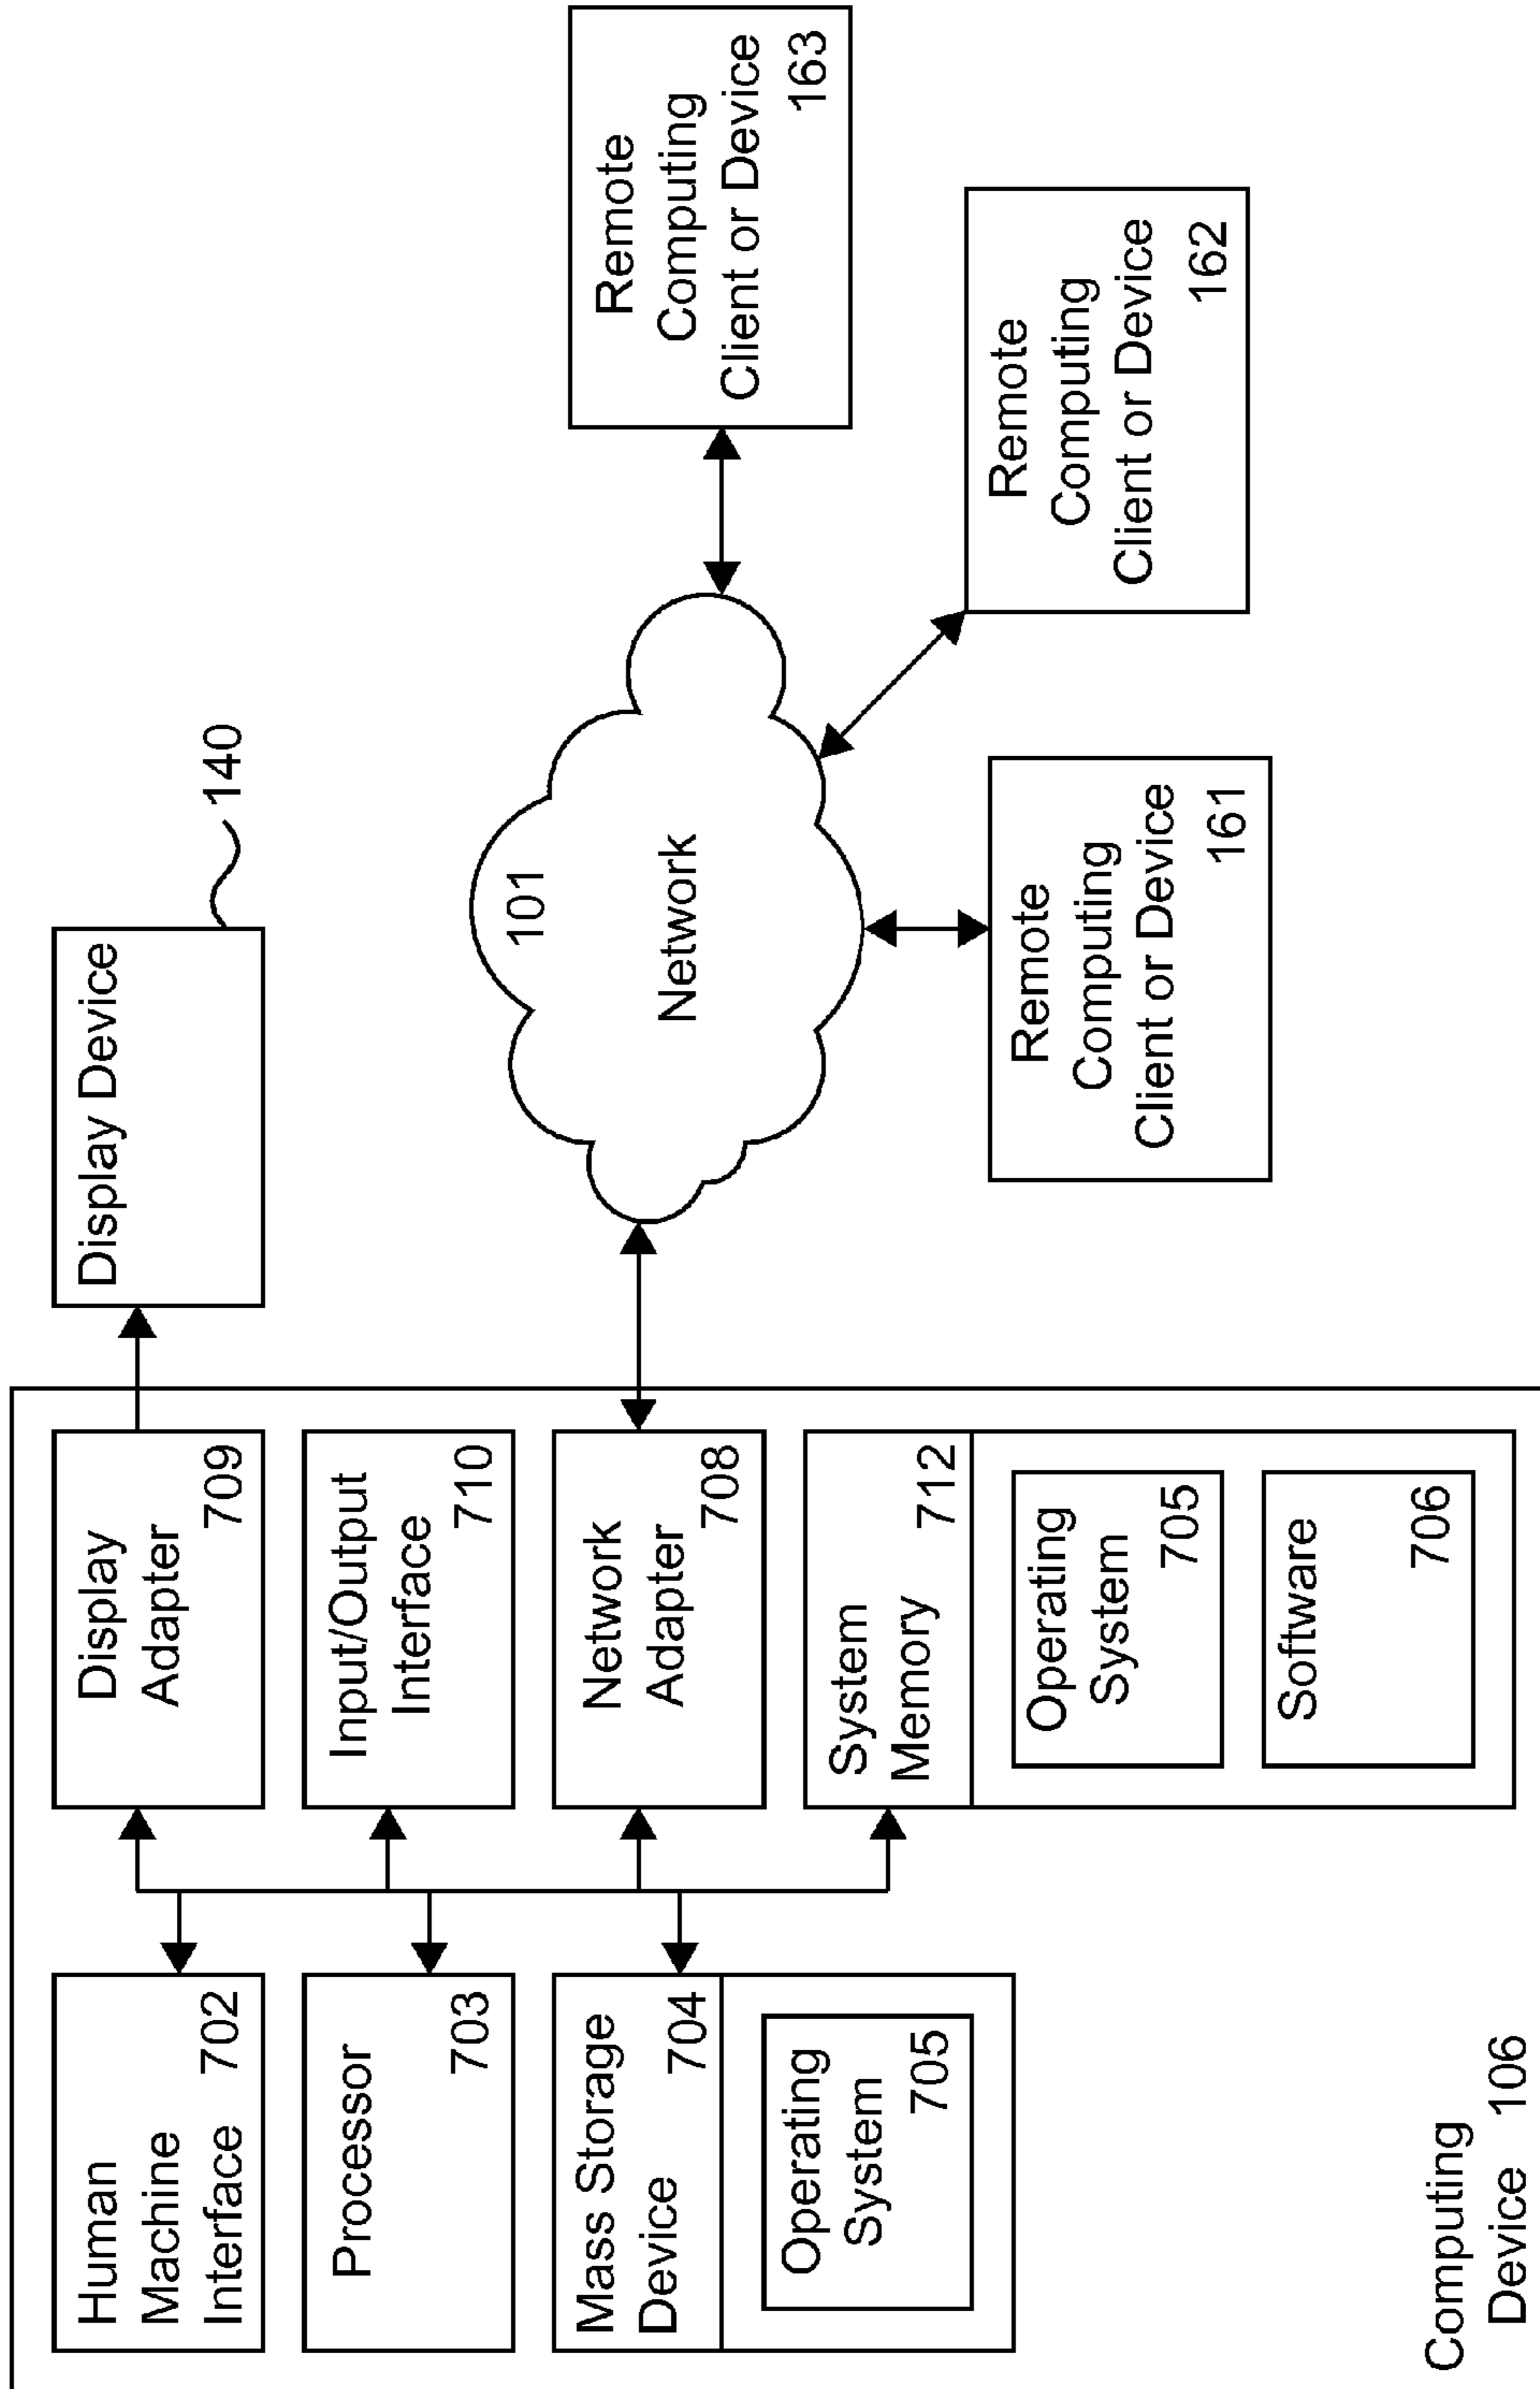 Human
Machine
Interface 702
Processor
703
Mass Storage
Device 704
Operating
System
705
Computing
Device 106
Display
Adapter
709
Input/Output
Interface
710
Network
Adapter
708
System
Memory 712
Operating
System
705
Software
706
Display Device
140
101
Network
Remote
Computing
Client or Device
161
Remote
Computing
Client or Device
162
Remote
Computing
Client or Device
163